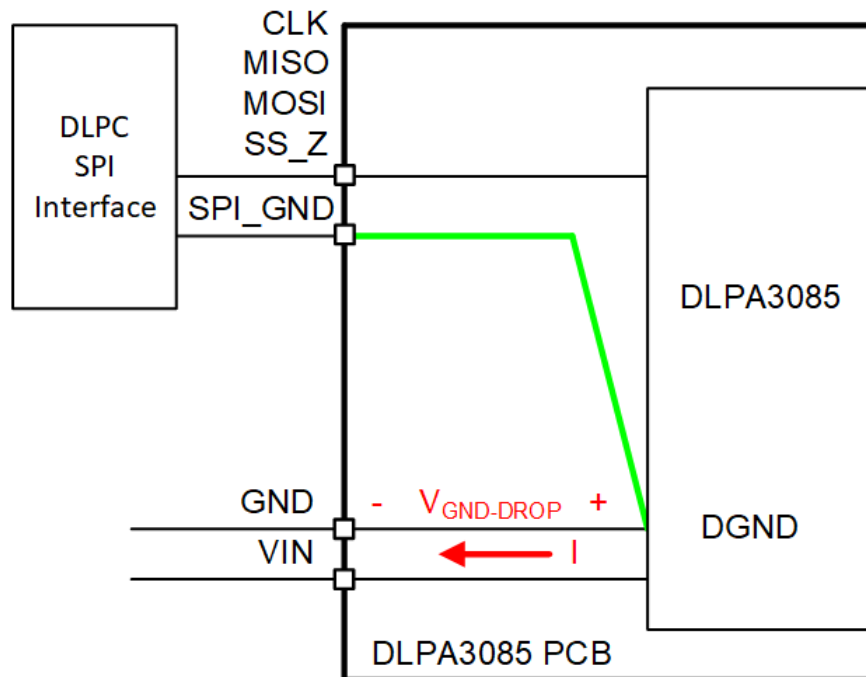 CLK
MISO
MOSI
SS_Z
DLPC
SPI
Interface
SPI_GND
DLPA3085
GND
- VGND-DROP +
DGND
VIN
I
DLPA3085 PCB